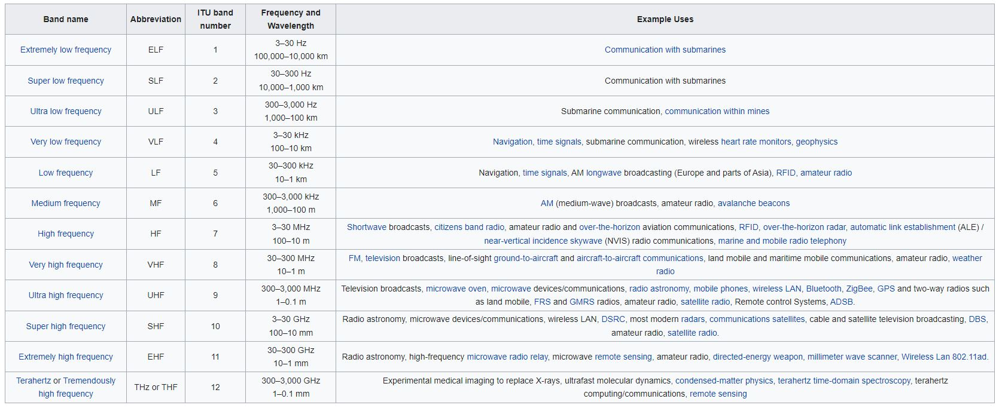 Band name Abbreviation ITU band number Frequency and Wavelength Example Uses
Extremely low frequency ELF 1 3–30 Hz
100,000–10,000 km Communication with submarines
Super low frequency SLF 2 30–300 Hz
10,000–1,000 km Communication with submarines
Ultra low frequency ULF 3 300–3,000 Hz
1,000–100 km Submarine communication, communication within mines
Very low frequency VLF 4 3–30 kHz
100–10 km Navigation, time signals, submarine communication, wireless heart rate monitors, geophysics
Low frequency LF 5 30–300 kHz
10–1 km Navigation, time signals, AM longwave broadcasting (Europe and parts of Asia), RFID, amateur radio
Medium frequency MF 6 300–3,000 kHz
1,000–100 m AM (medium-wave) broadcasts, amateur radio, avalanche beacons
High frequency HF 7 3–30 MHz
100–10 m Shortwave broadcasts, citizens band radio, amateur radio and over-the-horizon aviation communications, RFID, over-the-horizon radar, automatic link establishment (ALE) /
near-vertical incidence skywave (NVIS) radio communications, marine and mobile radio telephony
Very high frequency VHF 8 30–300 MHz
10–1 m FM, television broadcasts, line-of-sight ground-to-aircraft and aircraft-to-aircraft communications, land mobile and maritime mobile communications, amateur radio, weather
radio
Ultra high frequency UHF 9 300–3,000 MHz
1–0.1 m Television broadcasts, microwave oven, microwave devices/communications, radio astronomy, mobile phones, wireless LAN, Bluetooth, ZigBee, GPS and two-way radios such
as land mobile, FRS and GMRS radios, amateur radio, satellite radio, Remote control Systems, ADSB.
Super high frequency SHF 10 3–30 GHz
100–10 mm Radio astronomy, microwave devices/communications, wireless LAN, DSRC, most modern radars, communications satellites, cable and satellite television broadcasting, DBS,
amateur radio, satellite radio.
Extremely high frequency EHF 11 30–300 GHz
10–1 mm Radio astronomy, high-frequency microwave radio relay, microwave remote sensing, amateur radio, directed-energy weapon, millimeter wave scanner, Wireless Lan 802.11ad.
Terahertz or Tremendously
high frequency THz or THF 12 300–3,000 GHz
1–0.1 mm Experimental medical imaging to replace X-rays, ultrafast molecular dynamics, condensed-matter physics, terahertz time-domain spectroscopy, terahertz
computing/communications, remote sensing